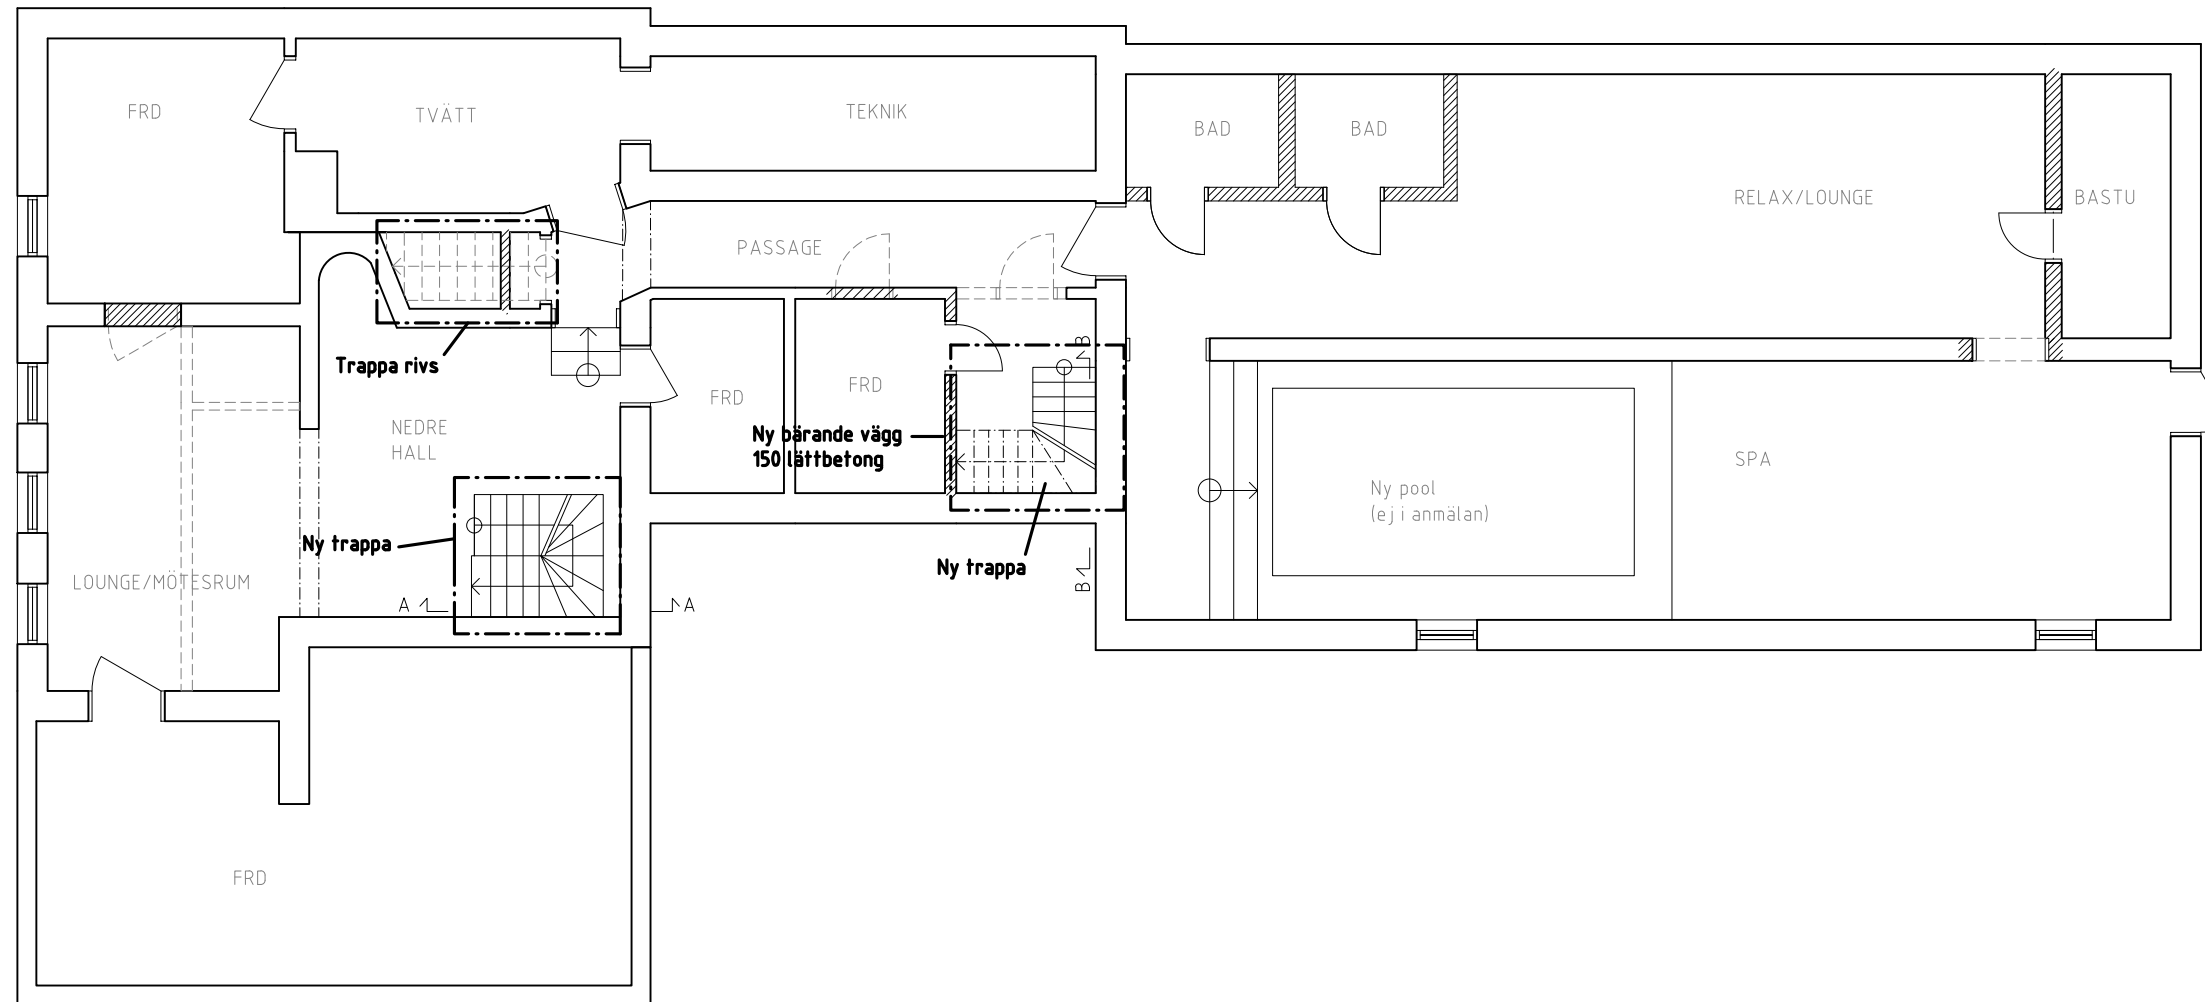 FRD
TVÄTT
TEKNIK
BAD
BAD
RELAX/LOUNGE
BASTU
PASSAGE
Trappa rivs
B
FRD
FRD
NEDRE
HALL
Ny bärande vägg
150 lättbetong
SPA
Ny pool
(ej i anmälan)
Ny trappa
Ny trappa
LOUNGE/MÖTESRUM
B
A
A
FRD